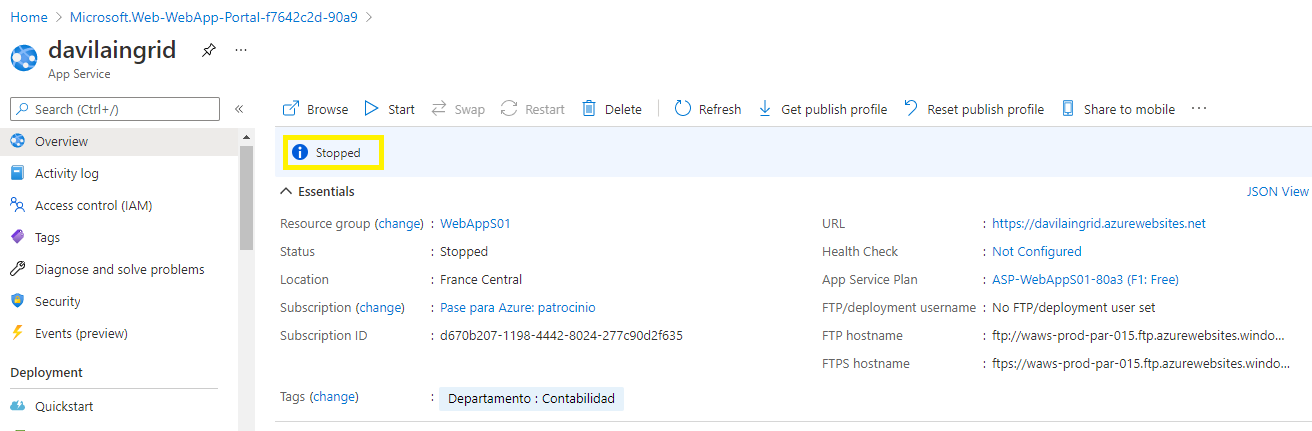 Home > Microsoft.Web-WebApp-Portal-f7642c2d-90a9 >
davilaingrid
App Service
Search (Ctrl+/)
«
Overview
Activity log
Access control (IAM)
Tags
Diagnose and solve problems
Security
Events (preview)
Deployment
Quickstart
Browse Start Swap Restart Delete Refresh Get publish profile Reset publish profile Share to mobile ...
Stopped
Essentials JSON View
Resource group (change) : WebAppS01
Status : Stopped
Location : France Central
Subscription (change) : Pase para Azure: patrocinio
Subscription ID : d670b207-1198-4442-8024-277c90d2f635
URL : https://davilaingrid.azurewebsites.net
Health Check : Not Configured
App Service Plan : ASP-WebAppS01-80a3 (F1: Free)
FTP/deployment username : No FTP/deployment user set
FTP hostname : ftp://waws-prod-par-015.ftp.azurewebsites.windo...
FTPS hostname : ftps://waws-prod-par-015.ftp.azurewebsites.windo...
Tags (change) : Departamento : Contabilidad